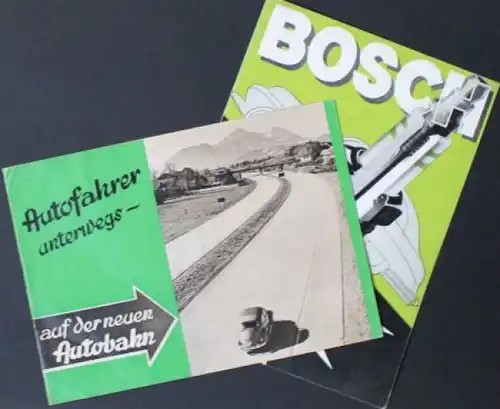 BOSCH
Autofahrer
unterwegs –
auf der neuen
Autobahn